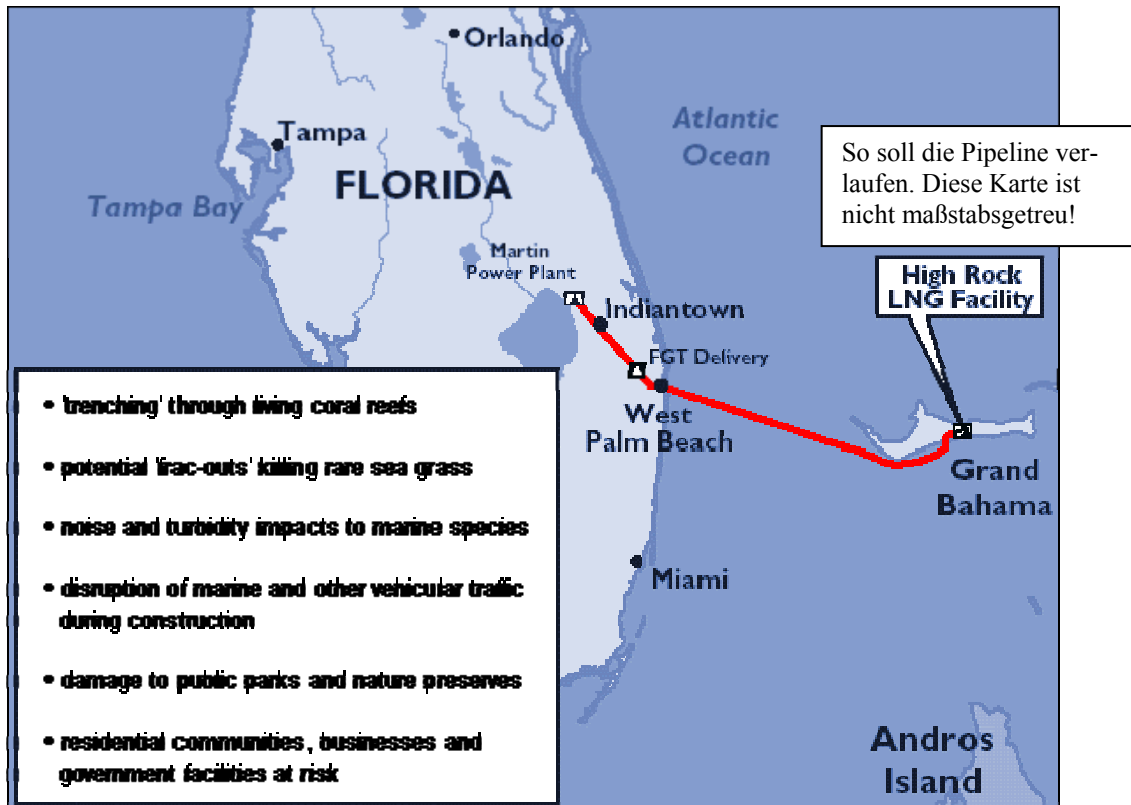 Orlando
Atlantic
Ocean
Tampa
FLORIDA
Tampa Bay
So soll die Pipeline ver-
laufen. Diese Karte ist
nicht maßstabsgetreu!
Martin
Power Plant
High Rock
LNG Facility
Indiantown
FGT Delivery
West
Palm Beach
Grand
Bahama
Miami
Andros
Island
• 'trenching' through living coral reefs
• potential 'frac-outs' killing rare sea grass
• noise and turbidity impacts to marine species
• disruption of marine and other vehicular traffic
during construction
• damage to public parks and nature preserves
• residential communities, businesses and
government facilities at risk